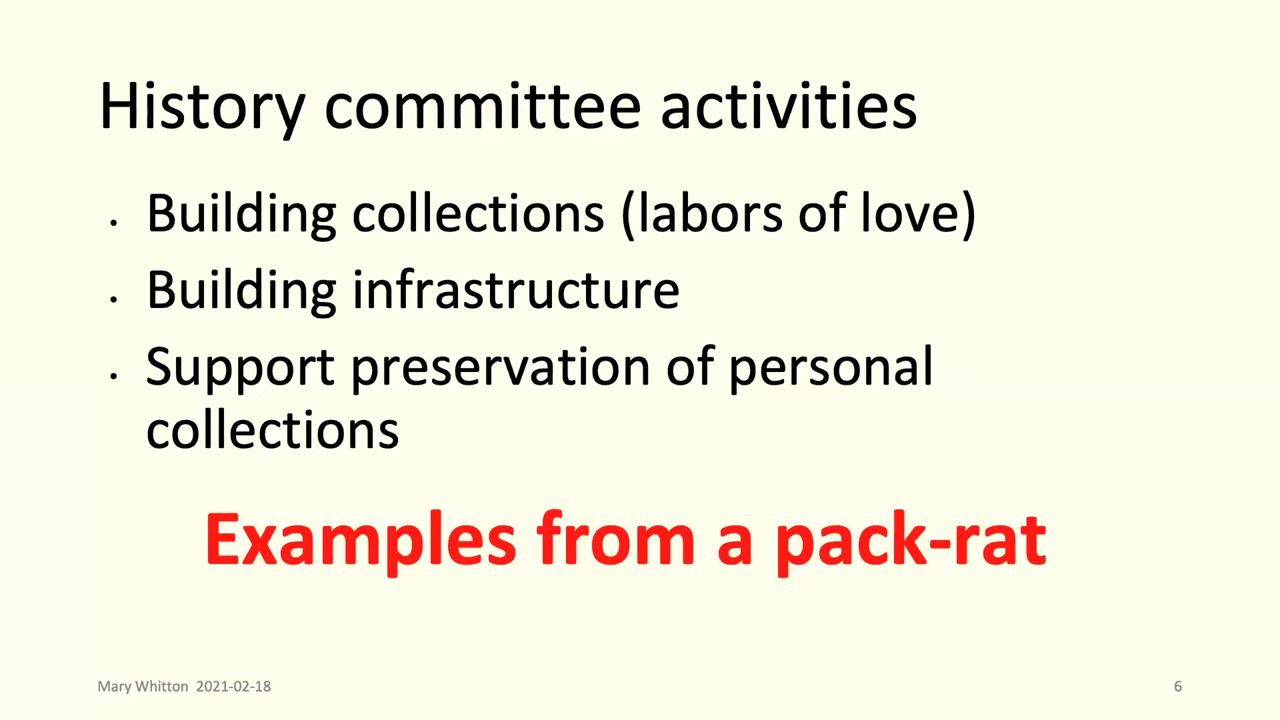 History committee activities
· Building collections (labors of love)
· Building infrastructure
· Support preservation of personal
collections
Examples from a pack-rat
Mary Whitton 2021-02-18
6